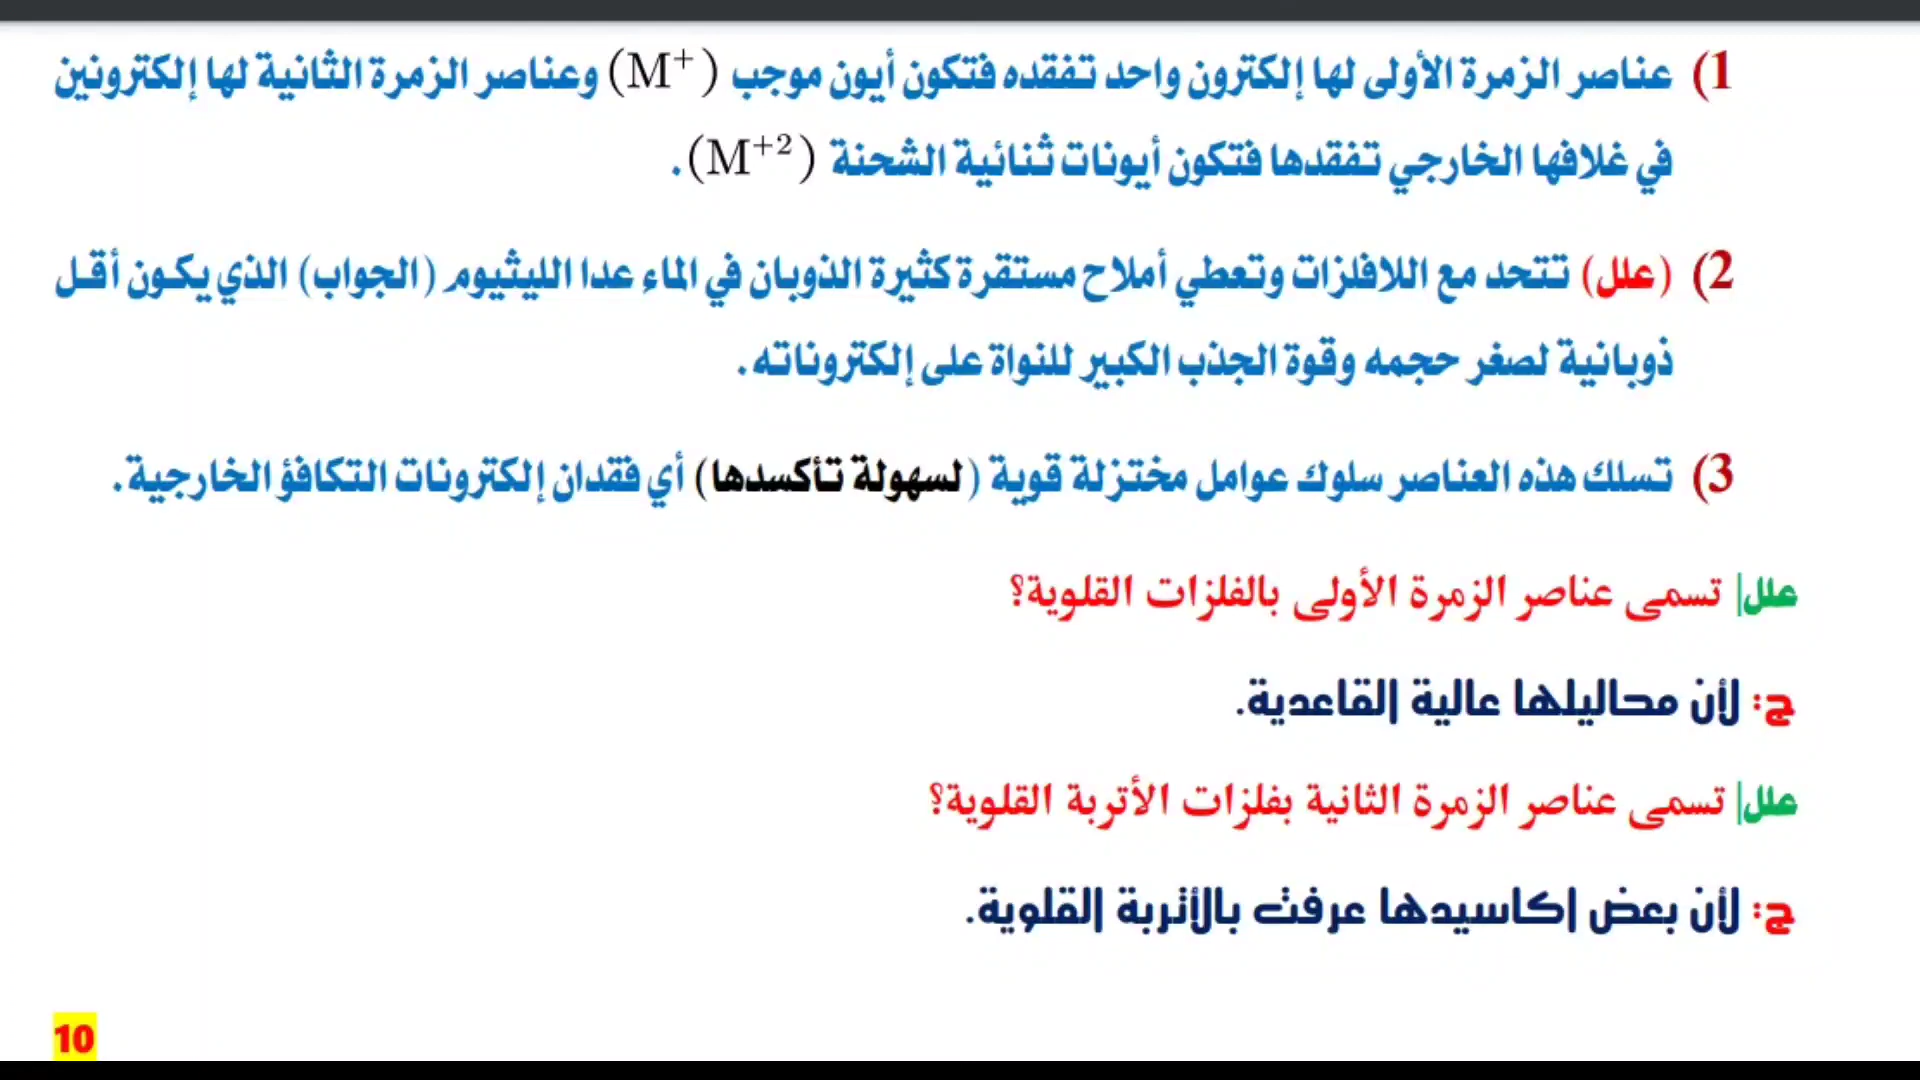 1) عناصر الزمرة الأولى لها إلكترون واحد تفقده فتكون أيون موجب (M⁺) وعناصر الزمرة الثانية لها إلكترونين
في غلافها الخارجي تفقدها فتكون أيونات ثنائية الشحنة (M⁺²).
2) (علل) تتحد مع اللافلزات وتعطي أملاح مستقرة كثيرة الذوبان في الماء عدا الليثيوم (الجواب) الذي يكون أقل
ذوبانية لصغر حجمه وقوة الجذب الكبير للنواة على إلكتروناته.
3) تسلك هذه العناصر سلوك عوامل مختزلة قوية (لسهولة تأكسدها) أي فقدان إلكترونات التكافؤ الخارجية.
علل| تسمى عناصر الزمرة الأولى بالفلزات القلوية؟
ج: لأن محاليلها عالية القاعدية.
علل| تسمى عناصر الزمرة الثانية بفلزات الأتربة القلوية؟
ج: لأن بعض اكاسيدها عرفت بالأتربة القلوية.
10